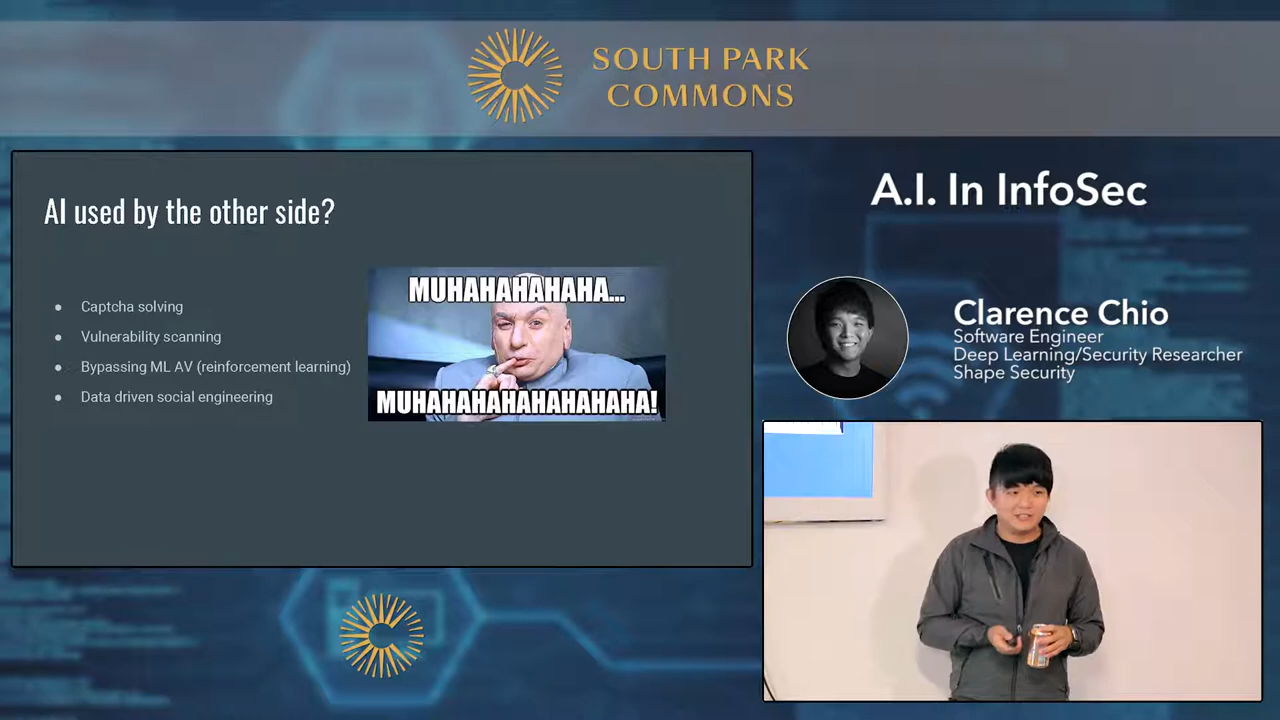 SOUTH PARK
COMMONS
AI used by the other side?
Captcha solving
Vulnerability scanning
Bypassing ML AV (reinforcement learning)
Data driven social engineering
MUHAHAHAHAHA...
MUHAHAHAHAHAHAHAHA!
A.I. In InfoSec
Clarence Chio
Software Engineer
Deep Learning/Security Researcher
Shape Security